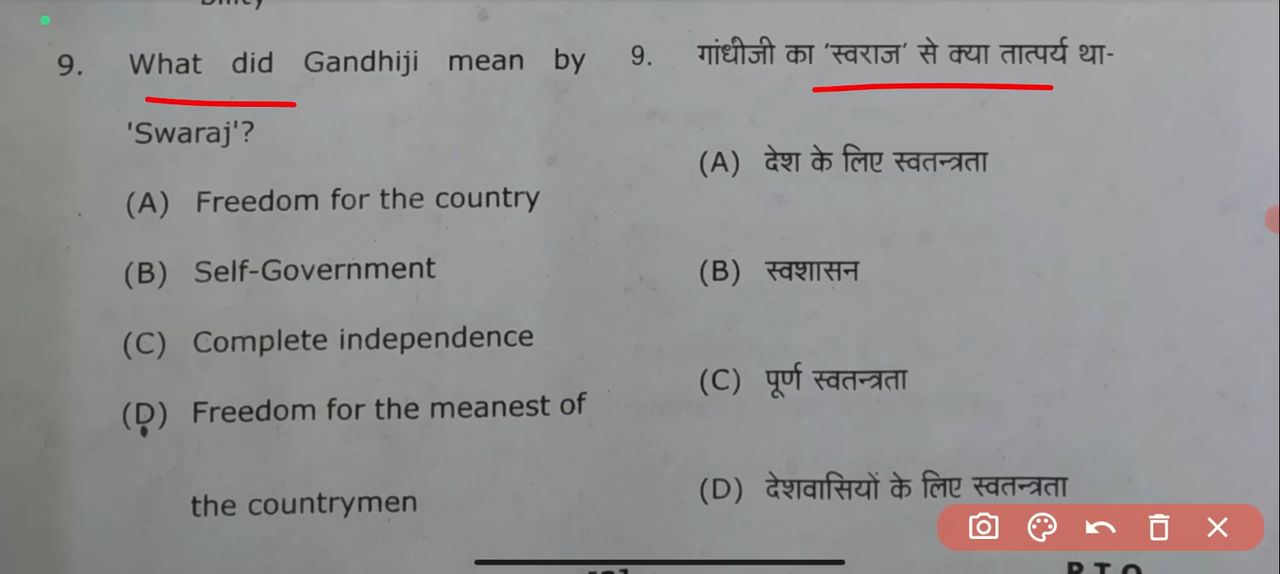 9. What did Gandhiji mean by
'Swaraj'?
(A) Freedom for the country
(B) Self-Government
(C) Complete independence
(D) Freedom for the meanest of
the countrymen
9. गांधीजी का 'स्वराज' से क्या तात्पर्य था-
(A) देश के लिए स्वतन्त्रता
(B) स्वशासन
(C) पूर्ण स्वतन्त्रता
(D) देशवासियों के लिए स्वतन्त्रता
P.T.O